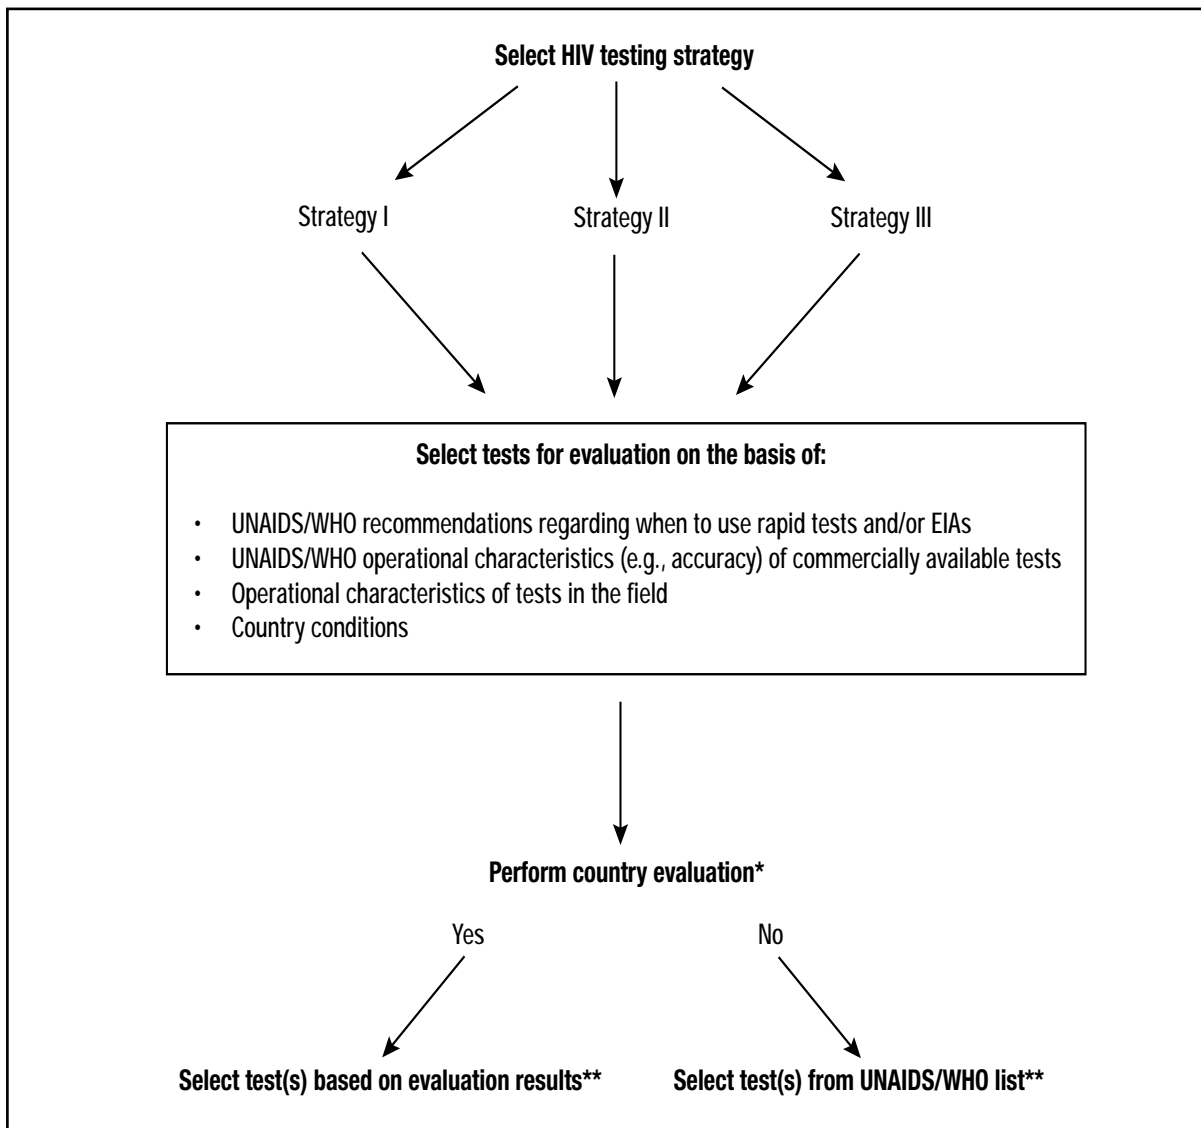 Select HIV testing strategy
Strategy I
Strategy II
Strategy III
Select tests for evaluation on the basis of:
• UNAIDS/WHO recommendations regarding when to use rapid tests and/or EIAs
• UNAIDS/WHO operational characteristics (e.g., accuracy) of commercially available tests
• Operational characteristics of tests in the field
• Country conditions
Perform country evaluation*
Yes
No
Select test(s) based on evaluation results**
Select test(s) from UNAIDS/WHO list**